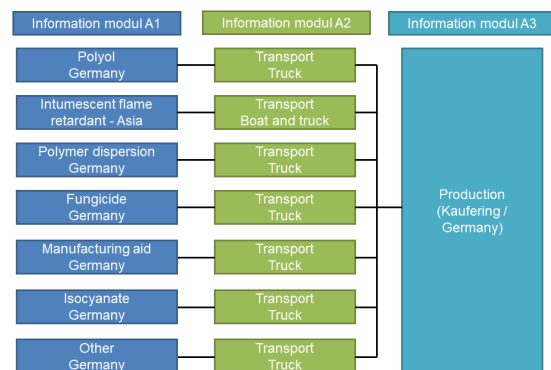 Information modul A1
Information modul A2
Information modul A3
Polyol
Germany
Transport
Truck
Intumescent flame
retardant - Asia
Transport
Boat and truck
Polymer dispersion
Germany
Transport
Truck
Fungicide
Germany
Transport
Truck
Production
(Kaufering /
Germany)
Manufacturing aid
Germany
Transport
Truck
Isocyanate
Germany
Transport
Truck
Other
Germany
Transport
Truck